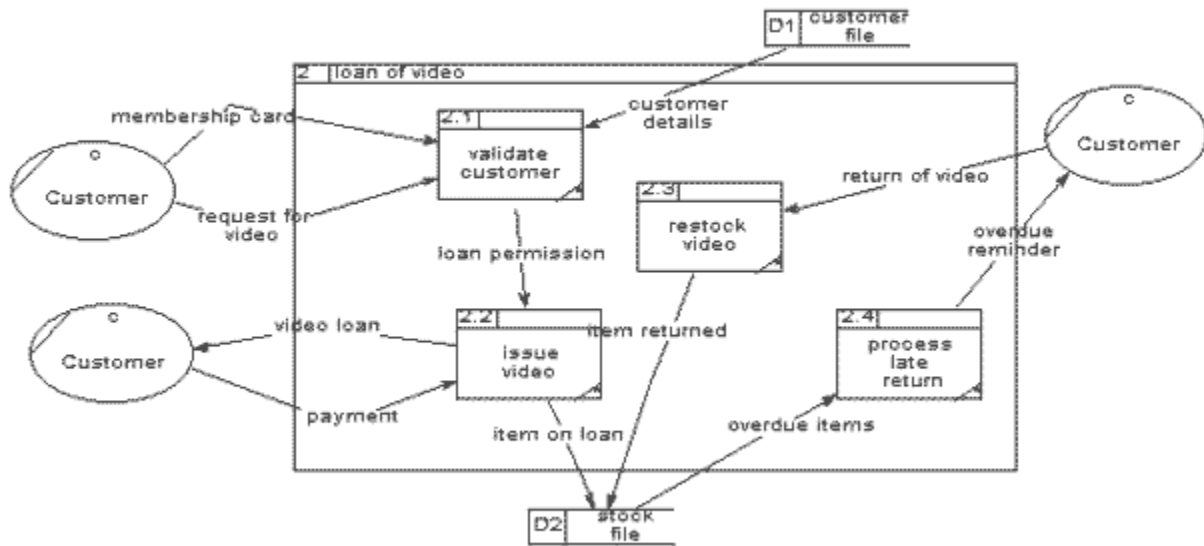 D1 customer
file
2 loan of video
membership card
customer
details
c
Customer
2.1
validate
customer
c
Customer
request for
video
2.3
restock
video
return of video
loan permission
overdue
reminder
c
Customer
video loan
2.2
issue
video
item returned
2.4
process
late
return
payment
item on loan
overdue items
D2 stock
file